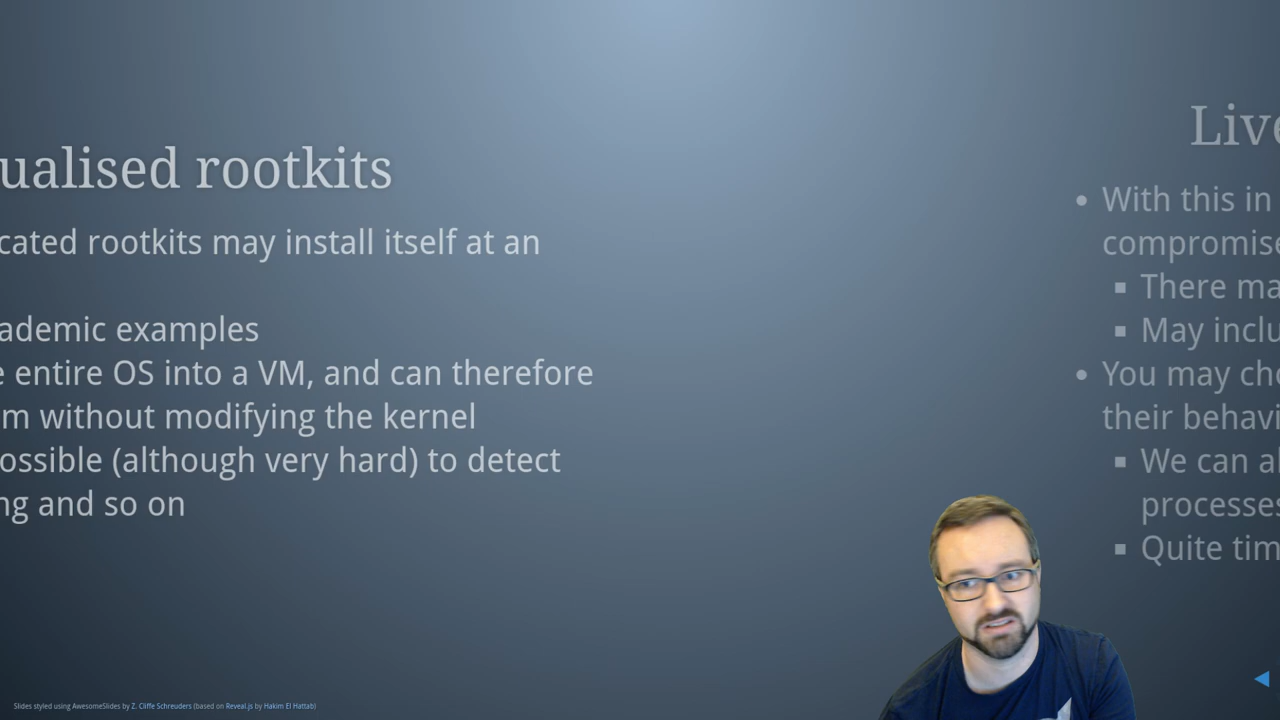 ualised rootkits
cated rootkits may install itself at an
ademic examples
e entire OS into a VM, and can therefore
m without modifying the kernel
ossible (although very hard) to detect
ng and so on
Live
With this in
compromise
There ma
May inclu
You may cho
their behavi
We can al
processes
Quite tim
Slides styled using AwesomeSlides by Z. Cliffe Schreuders (based on Reveal.js by Hakim El Hattab)